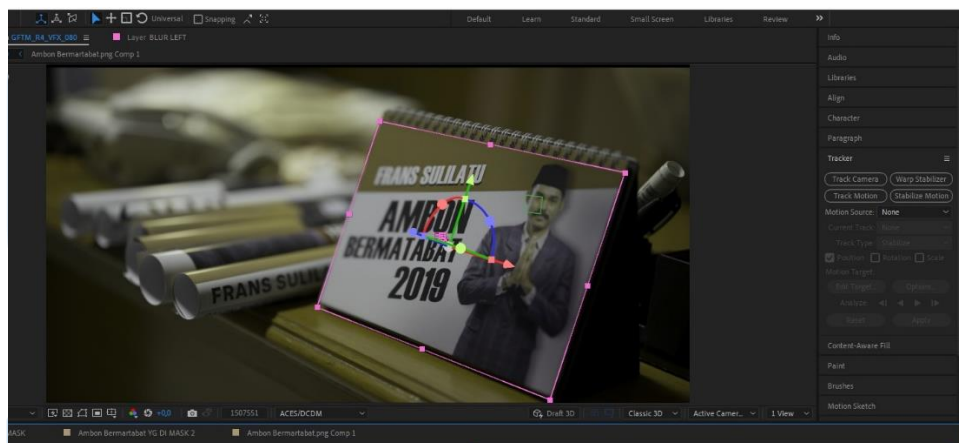 Universal Snapping Default Learn Standard Small Screen Libraries Review
GFTM_R4_VFX_080 Layer BLUR LEFT
Ambon Bermartabat.png Comp 1
Info
Audio
Libraries
Align
Character
Paragraph
Tracker
Track Camera Warp Stabilizer
Track Motion Stabilize Motion
Motion Source: None
Current Track: None
Track Type: Stabilize
Position Rotation Scale
Motion Target:
Edit Target... Options...
Analyze:
Reset Apply
Content-Aware Fill
Paint
Brushes
Motion Sketch
FRANS SULILATU
AMBON
BERMATABAT
2019
FRANS SULIL
+0,0 1507551 ACES/DCDM Draft 3D Classic 3D Active Camer... 1 View
MASK Ambon Bermartabat YG DI MASK 2 Ambon Bermartabat.png Comp 1